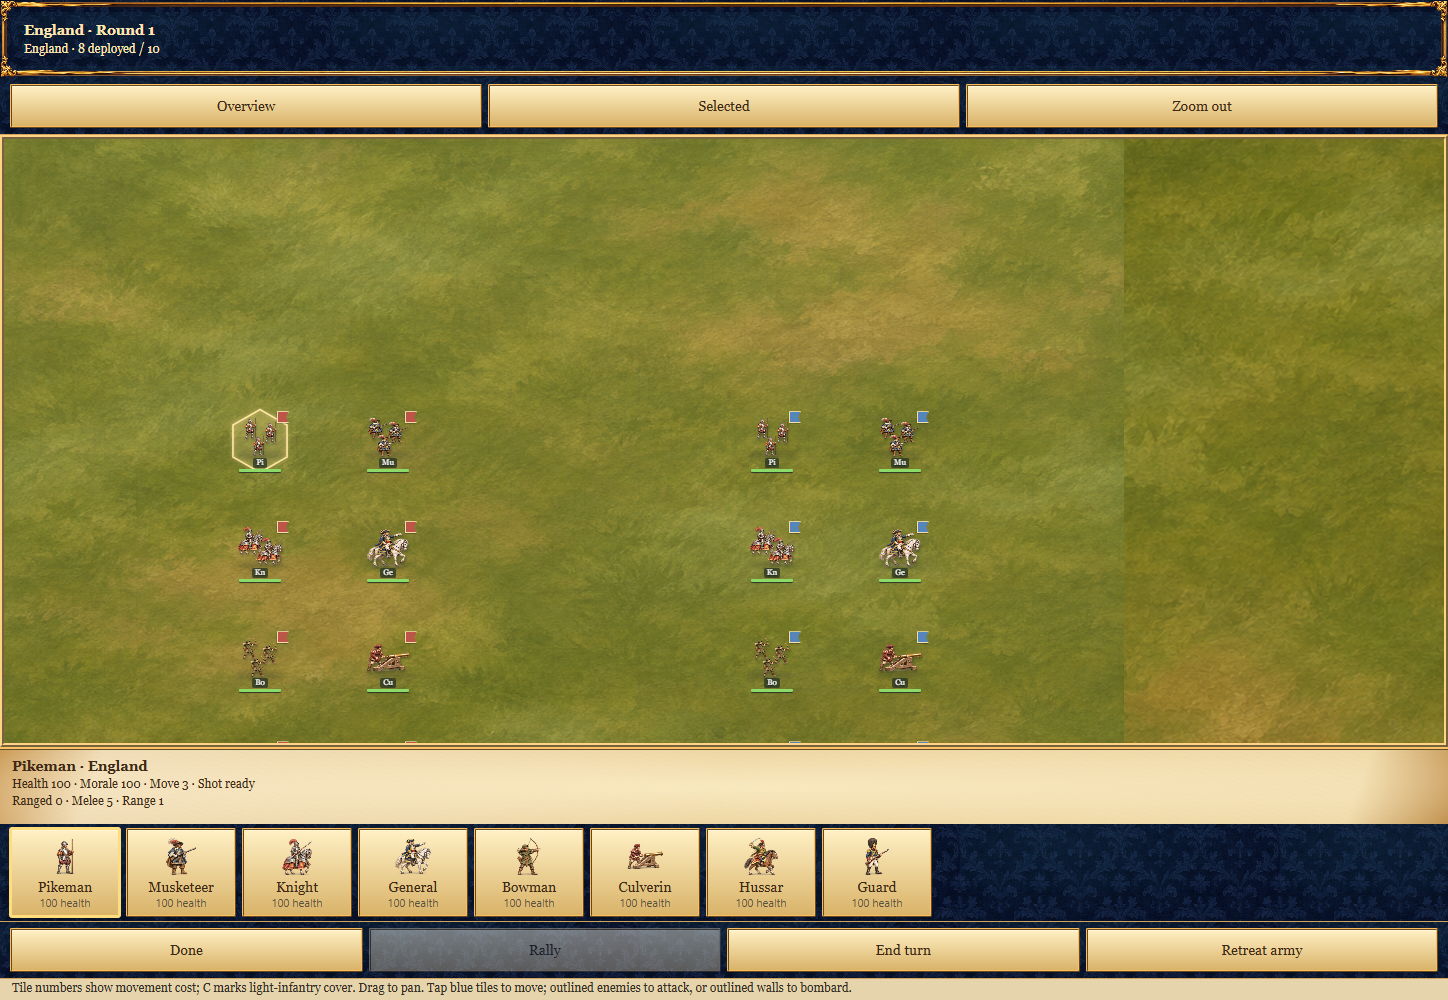 England · Round 1
England · 8 deployed / 10
Overview
Selected
Zoom out
Pi
Mu
Pi
Mu
Kn
Ge
Kn
Ge
Bo
Cu
Bo
Cu
Pikeman · England
Health 100 · Morale 100 · Move 3 · Shot ready
Ranged 0 · Melee 5 · Range 1
Pikeman
100 health
Musketeer
100 health
Knight
100 health
General
100 health
Bowman
100 health
Culverin
100 health
Hussar
100 health
Guard
100 health
Done
Rally
End turn
Retreat army
Tile numbers show movement cost; C marks light-infantry cover. Drag to pan. Tap blue tiles to move; outlined enemies to attack, or outlined walls to bombard.